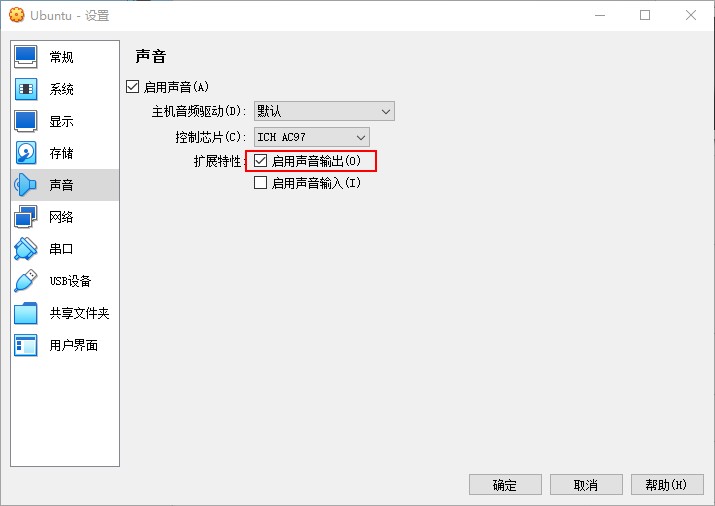 Ubuntu - 设置
常规
系统
显示
存储
声音
网络
串口
USB设备
共享文件夹
用户界面
声音
启用声音(A)
主机音频驱动(D): 默认
控制芯片(C): ICH AC97
扩展特性: 启用声音输出(O)
启用声音输入(I)
确定 取消 帮助(H)